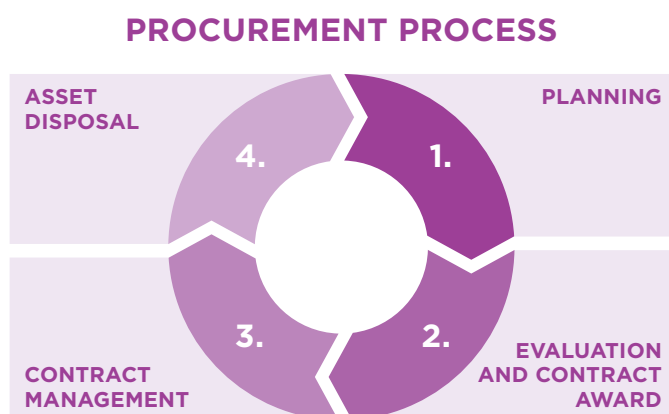 PROCUREMENT PROCESS
ASSET
DISPOSAL
PLANNING
4.
1.
3.
2.
CONTRACT
MANAGEMENT
EVALUATION
AND CONTRACT
AWARD